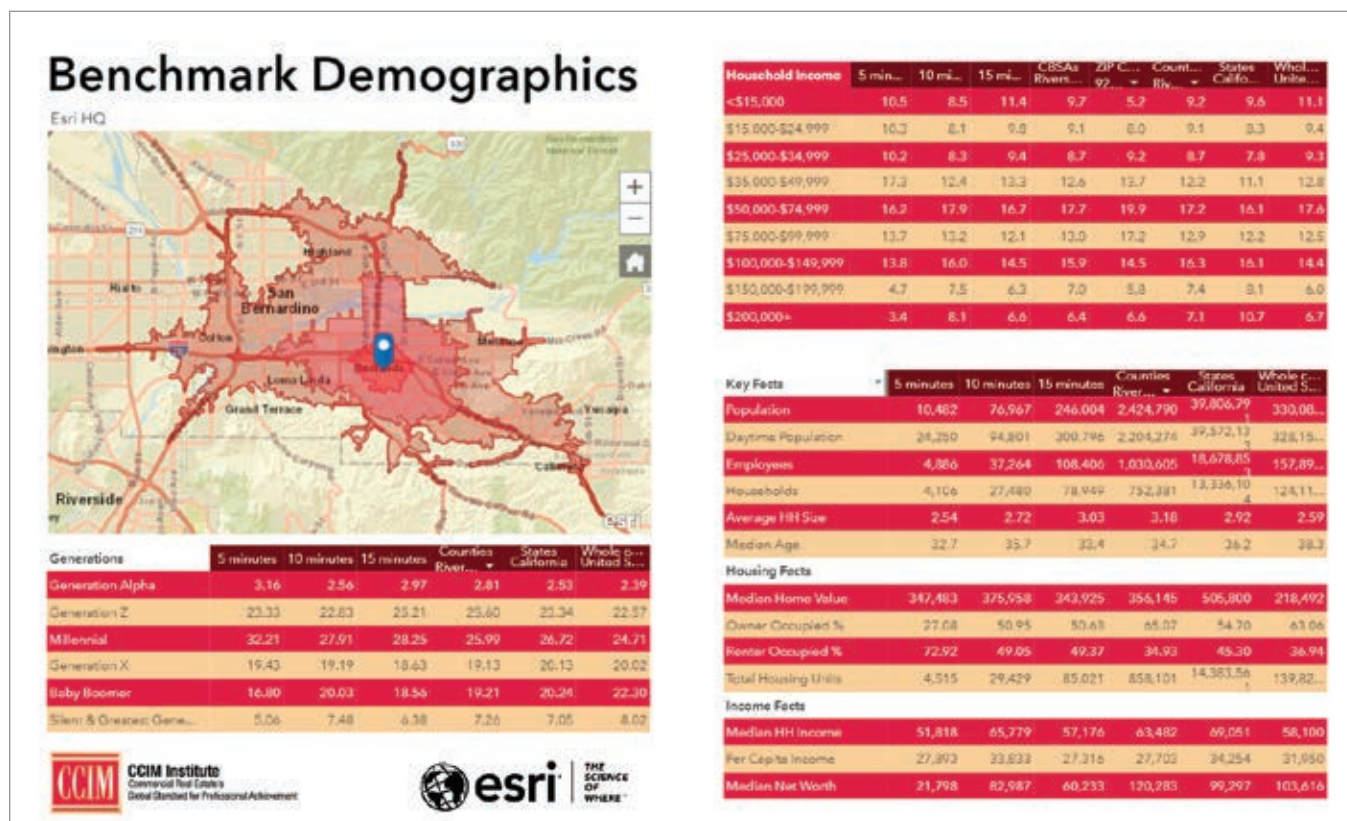 Benchmark Demographics
Esri HQ
330
National Forest
210
Highland
Rialto
San
Bernardino
Colton
Mentone
Loma Linda
Grand Terrace
Yucaipa
Riverside
esri
Generations 5 minutes 10 minutes 15 minutes Counties River... States California Whole c... United S...
Generation Alpha 3.16 2.56 2.97 2.81 2.53 2.39
Generation Z 23.33 22.83 25.21 25.60 23.34 22.57
Millennial 32.21 27.91 28.25 25.99 26.72 24.71
Generation X 19.43 19.19 18.63 19.13 20.13 20.02
Baby Boomer 16.80 20.03 18.56 19.21 20.24 22.30
Silent & Greatest Gene... 5.06 7.48 6.38 7.26 7.05 8.02
CCIM
CCIM Institute
Commercial Real Estate's
Global Standard for Professional Achievement
esri
THE
SCIENCE
OF
WHERE
Household Income 5 min... 10 mi... 15 mi... CBSAs Rivers... ZIP C... 92... Count... Riv... States Califo... Whol... Unite...
<$15,000 10.5 8.5 11.4 9.7 5.2 9.2 9.6 11.1
$15,000-$24,999 10.3 8.1 9.8 9.1 8.0 9.1 8.3 9.4
$25,000-$34,999 10.2 8.3 9.4 8.7 9.2 8.7 7.8 9.3
$35,000-$49,999 17.3 12.4 13.3 12.6 13.7 12.2 11.1 12.8
$50,000-$74,999 16.2 17.9 16.7 17.7 19.9 17.2 16.1 17.6
$75,000-$99,999 13.7 13.2 12.1 13.0 17.2 12.9 12.2 12.5
$100,000-$149,999 13.8 16.0 14.5 15.9 14.5 16.3 16.1 14.4
$150,000-$199,999 4.7 7.5 6.3 7.0 5.8 7.4 8.1 6.0
$200,000+ 3.4 8.1 6.6 6.4 6.6 7.1 10.7 6.7
Key Facts 5 minutes 10 minutes 15 minutes Counties River... States California Whole c... United S...
Population 10,482 76,967 246,004 2,424,790 39,806,791 330,08...
Daytime Population 24,250 94,801 300,796 2,204,274 39,572,13 328,15...
Employees 4,886 37,264 108,406 1,030,605 18,678,853 157,89...
Households 4,106 27,480 78,949 752,381 13,336,104 124,11...
Average HH Size 2.54 2.72 3.03 3.18 2.92 2.59
Median Age 32.7 35.7 33.4 34.7 36.2 38.3
Housing Facts
Median Home Value 347,483 375,958 343,925 356,145 505,800 218,492
Owner Occupied % 27.08 50.95 50.63 65.07 54.70 63.06
Renter Occupied % 72.92 49.05 49.37 34.93 45.30 36.94
Total Housing Units 4,515 29,429 85,021 858,101 14,383,561 139,82...
Income Facts
Median HH Income 51,818 65,779 57,176 63,482 69,051 58,100
Per Capita Income 27,893 33,833 27,316 27,703 34,254 31,950
Median Net Worth 21,798 82,987 60,233 120,283 99,297 103,616